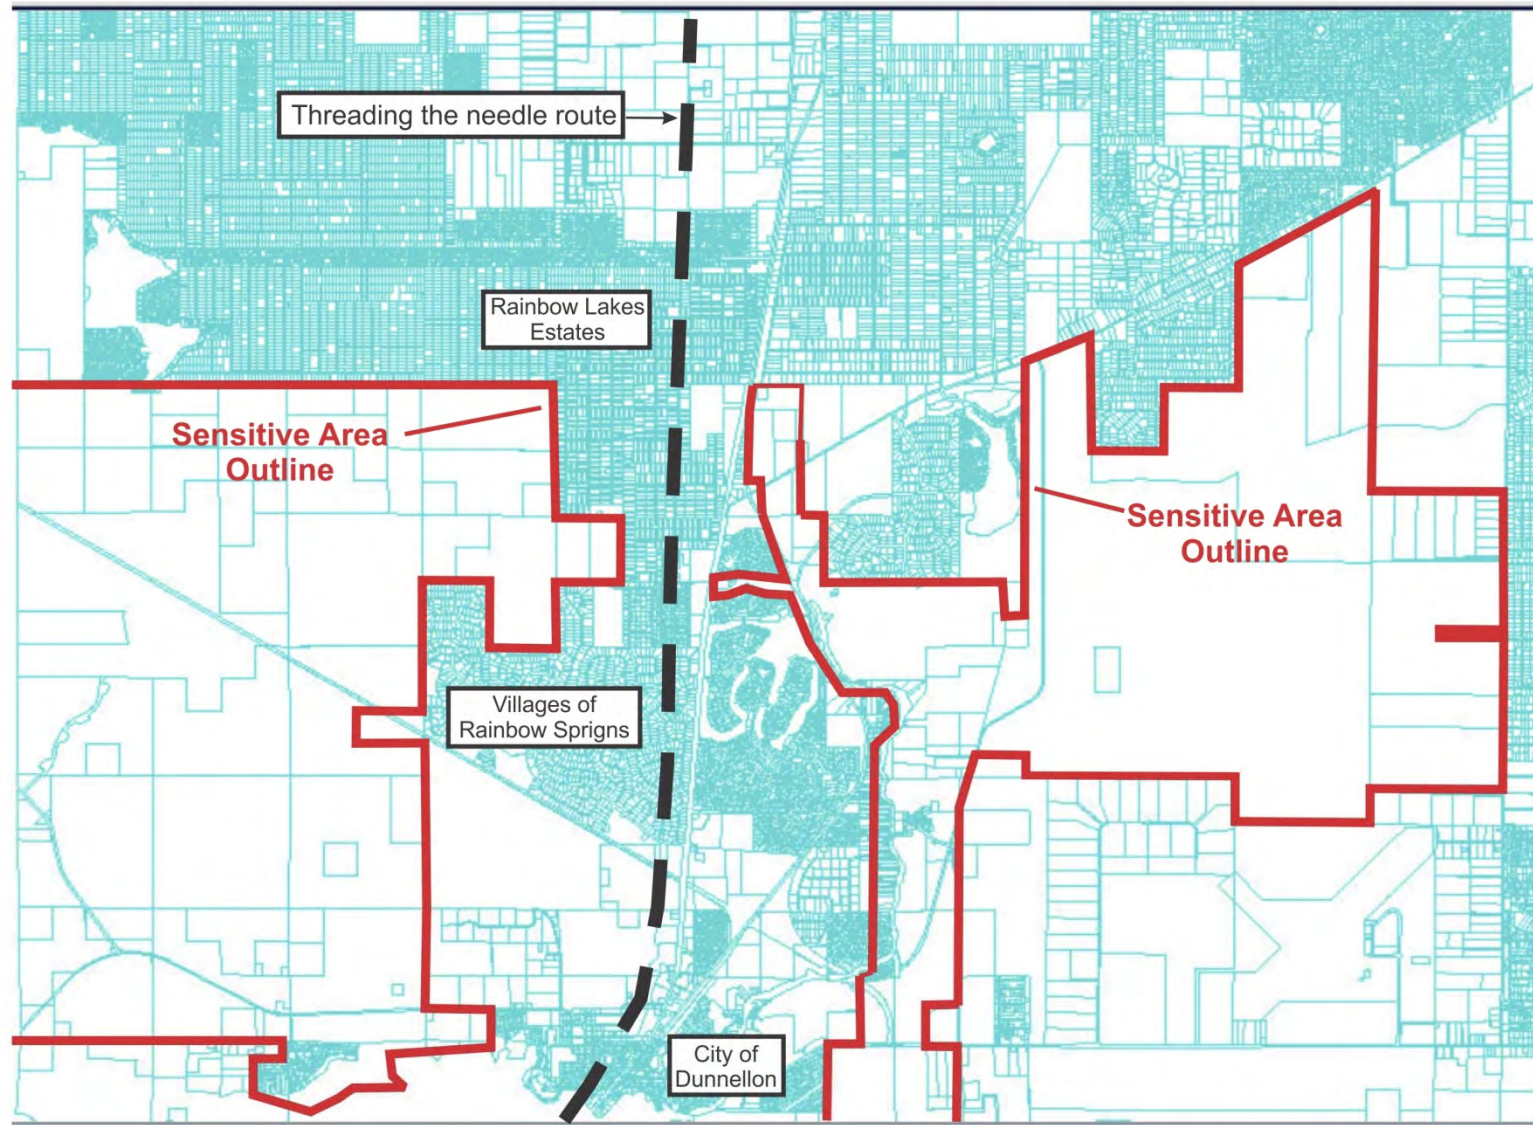 Threading the needle route
Rainbow Lakes
Estates
Sensitive Area
Outline
Sensitive Area
Outline
Villages of
Rainbow Sprigns
City of
Dunnellon